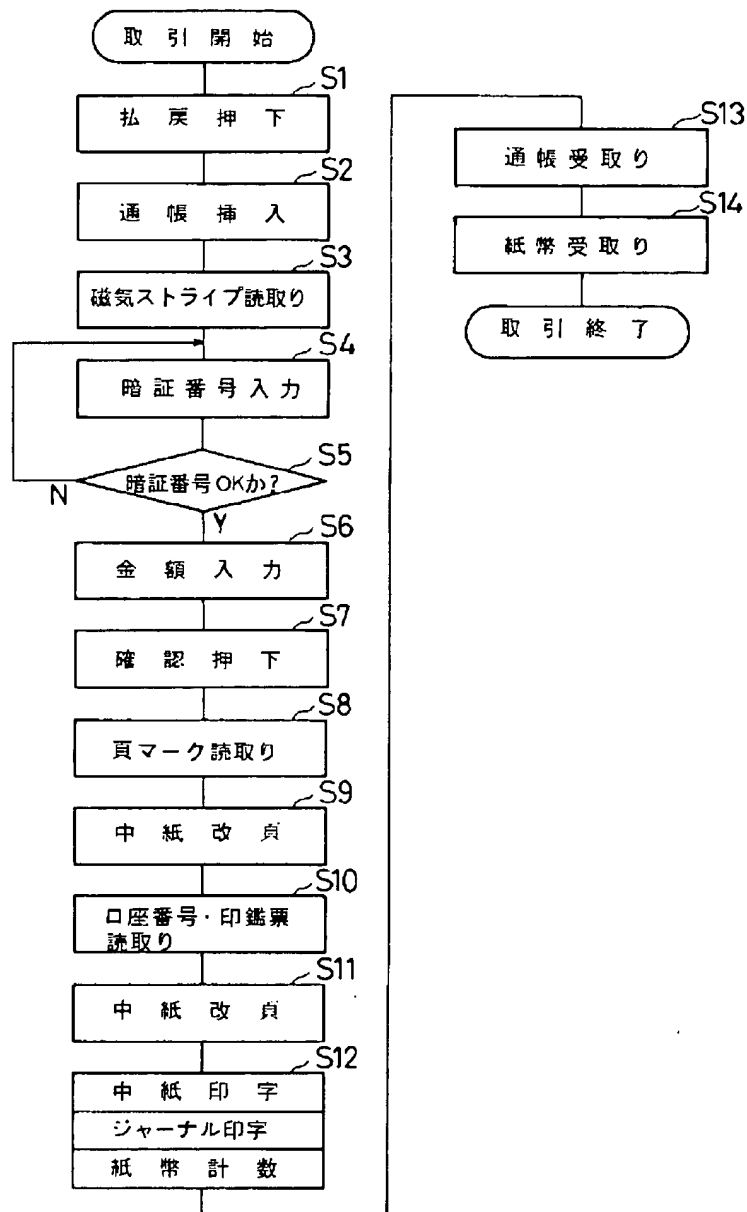 取引開始
S1
払戻押下
S2
通帳挿入
S3
磁気ストライプ読取り
S4
暗証番号入力
S5
暗証番号OKか?
N
Y
S6
金額入力
S7
確認押下
S8
頁マーク読取り
S9
中紙改頁
S10
口座番号・印鑑票
読取り
S11
中紙改頁
S12
中紙印字
ジャーナル印字
紙幣計数
S13
通帳受取り
S14
紙幣受取り
取引終了